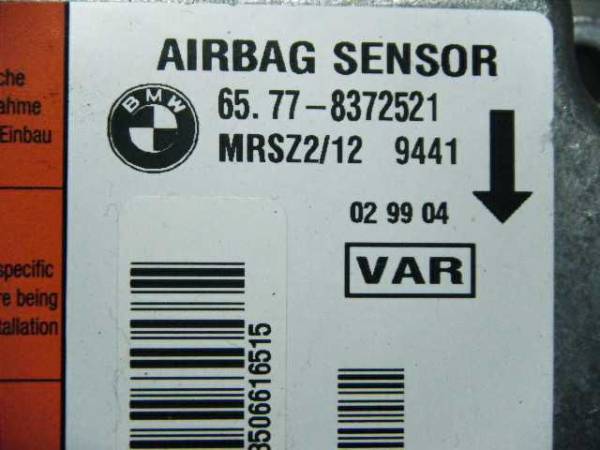 AIRBAG SENSOR
BMW
65. 77-8372521
MRSZ2/12 9441
02 99 04
VAR
3506616515
che
ahme
Einbau
specific
re being
tallation